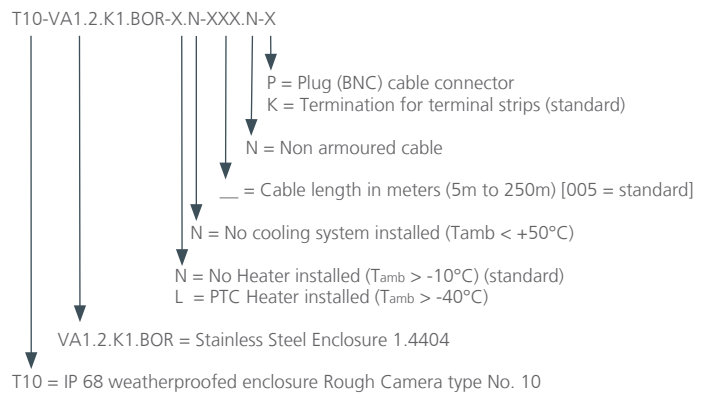 T10-VA1.2.K1.BOR-X.N-XXX.N-X
P = Plug (BNC) cable connector
K = Termination for terminal strips (standard)
N = Non armoured cable
__ = Cable length in meters (5m to 250m) [005 = standard]
N = No cooling system installed (Tamb < +50°C)
N = No Heater installed (Tamb > -10°C) (standard)
L = PTC Heater installed (Tamb > -40°C)
VA1.2.K1.BOR = Stainless Steel Enclosure 1.4404
T10 = IP 68 weatherproofed enclosure Rough Camera type No. 10